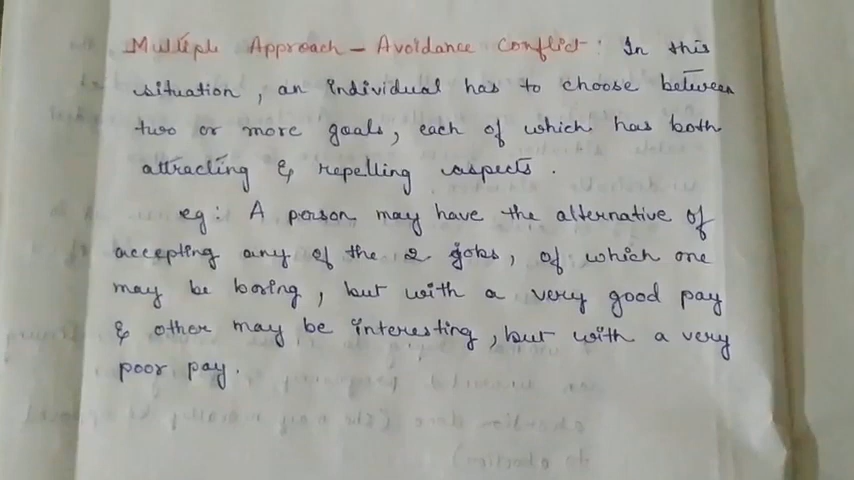 Multiple Approach - Avoidance Conflict : In this
situation, an individual has to choose between
two or more goals, each of which has both
attracting & repelling aspects.
eg: A person may have the alternative of
accepting any of the 2 jobs, of which one
may be boring, but with a very good pay
& other may be interesting, but with a very
poor pay.